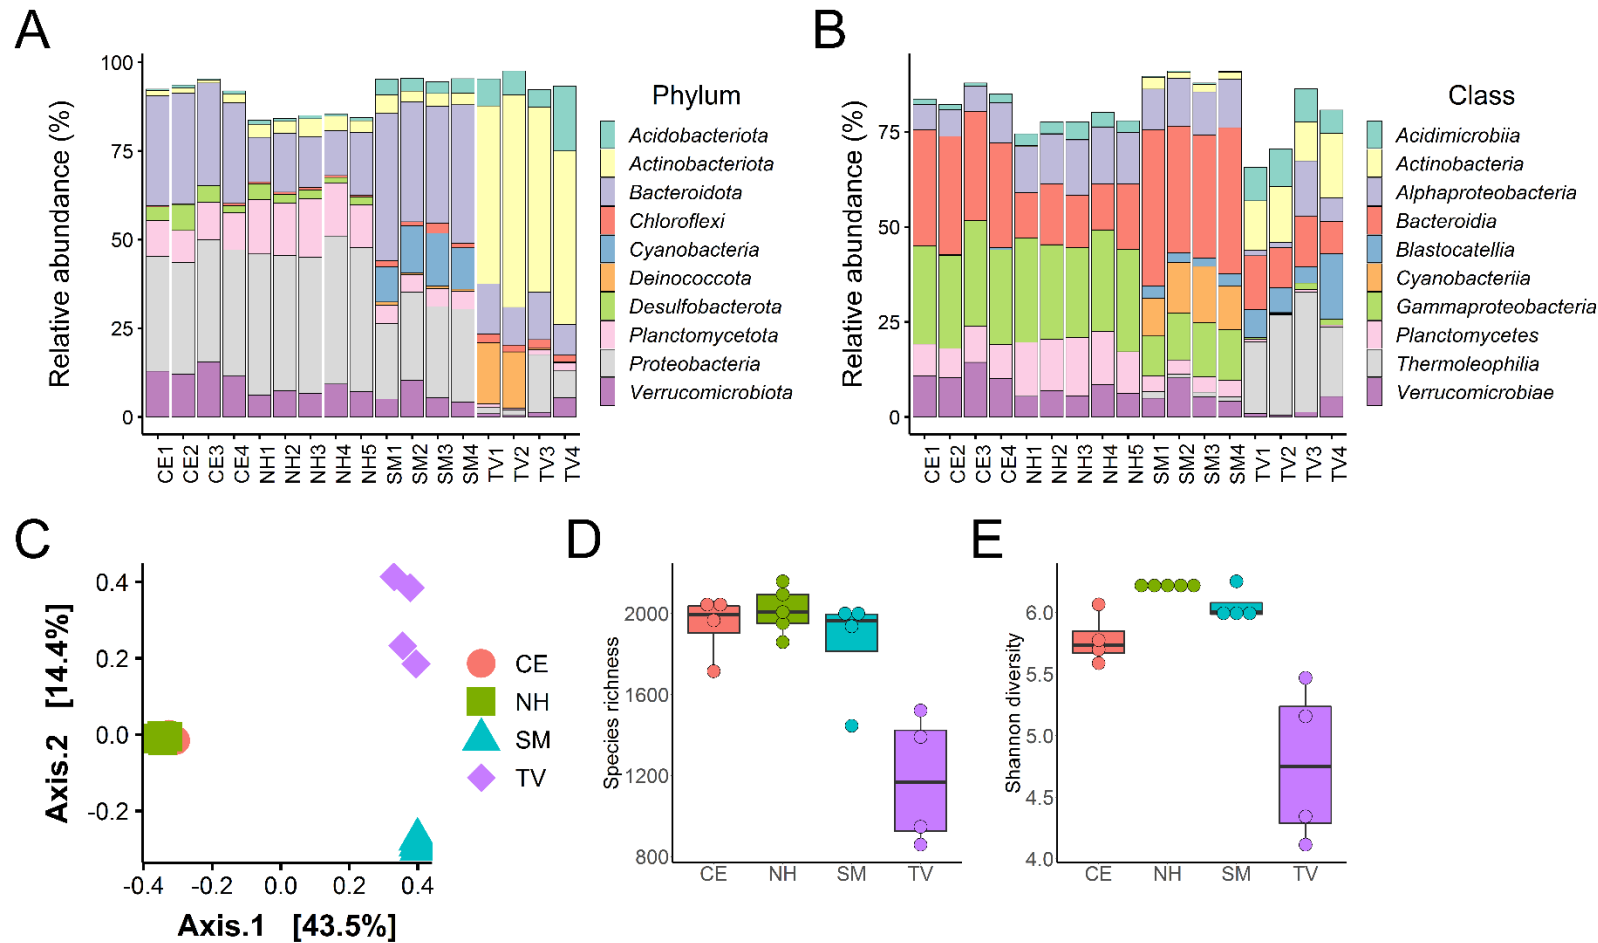 A
Relative abundance (%)
100
75
50
25
0
CE1
CE2
CE3
CE4
NH1
NH2
NH3
NH4
NH5
SM1
SM2
SM3
SM4
TV1
TV2
TV3
TV4
Phylum
Acidobacteriota
Actinobacteriota
Bacteroidota
Chloroflexi
Cyanobacteria
Deinococcota
Desulfobacterota
Planctomycetota
Proteobacteria
Verrucomicrobiota
B
Relative abundance (%)
75
50
25
0
CE1
CE2
CE3
CE4
NH1
NH2
NH3
NH4
NH5
SM1
SM2
SM3
SM4
TV1
TV2
TV3
TV4
Class
Acidimicrobiia
Actinobacteria
Alphaproteobacteria
Bacteroidia
Blastocatellia
Cyanobacteriia
Gammaproteobacteria
Planctomycetes
Thermoleophilia
Verrucomicrobiae
C
Axis.2 [14.4%]
0.4
0.2
0.0
-0.2
-0.4
-0.2
0.0
0.2
0.4
Axis.1 [43.5%]
CE
NH
SM
TV
D
Species richness
2000
1600
1200
800
CE
NH
SM
TV
E
Shannon diversity
6.0
5.5
5.0
4.5
4.0
CE
NH
SM
TV